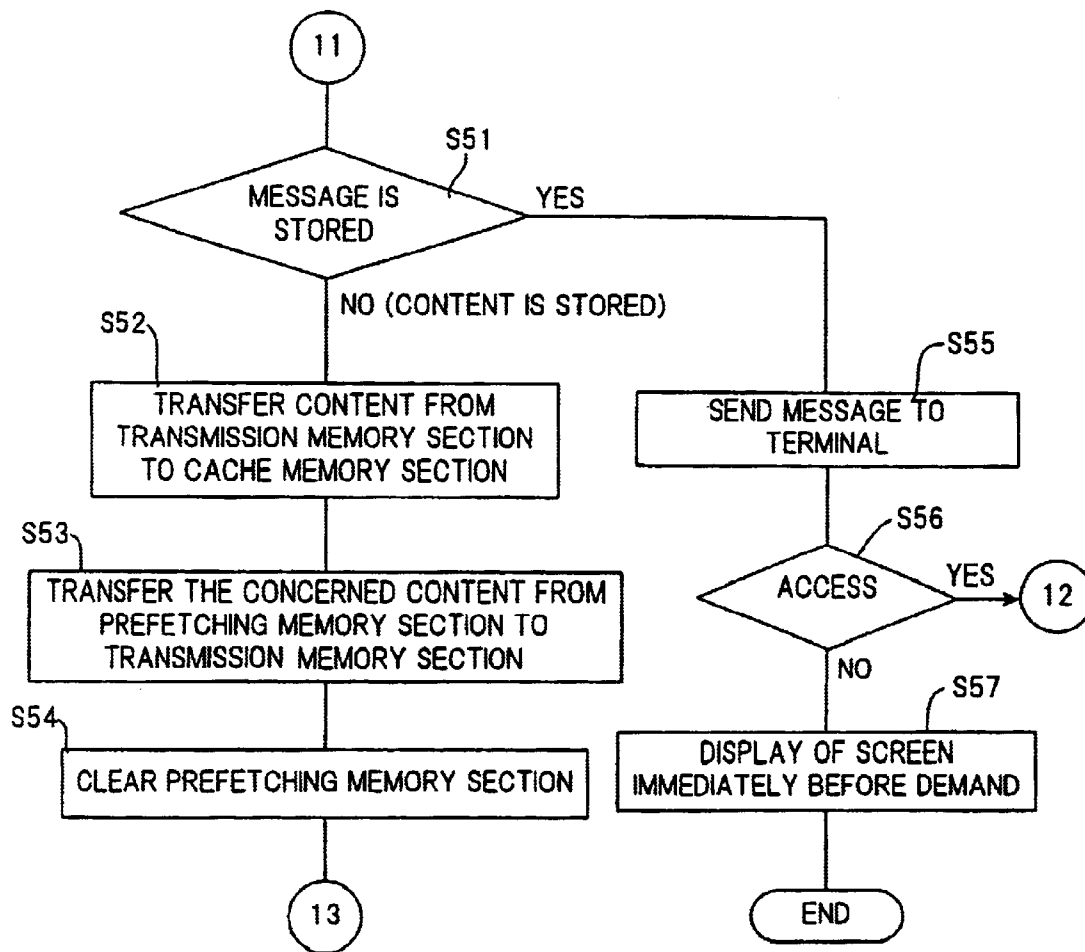 11
S51
MESSAGE IS
STORED
YES
NO (CONTENT IS STORED)
S52
TRANSFER CONTENT FROM
TRANSMISSION MEMORY SECTION
TO CACHE MEMORY SECTION
S53
TRANSFER THE CONCERNED CONTENT FROM
PREFETCHING MEMORY SECTION TO
TRANSMISSION MEMORY SECTION
S54
CLEAR PREFETCHING MEMORY SECTION
13
S55
SEND MESSAGE TO
TERMINAL
S56
ACCESS
YES
12
NO
S57
DISPLAY OF SCREEN
IMMEDIATELY BEFORE DEMAND
END